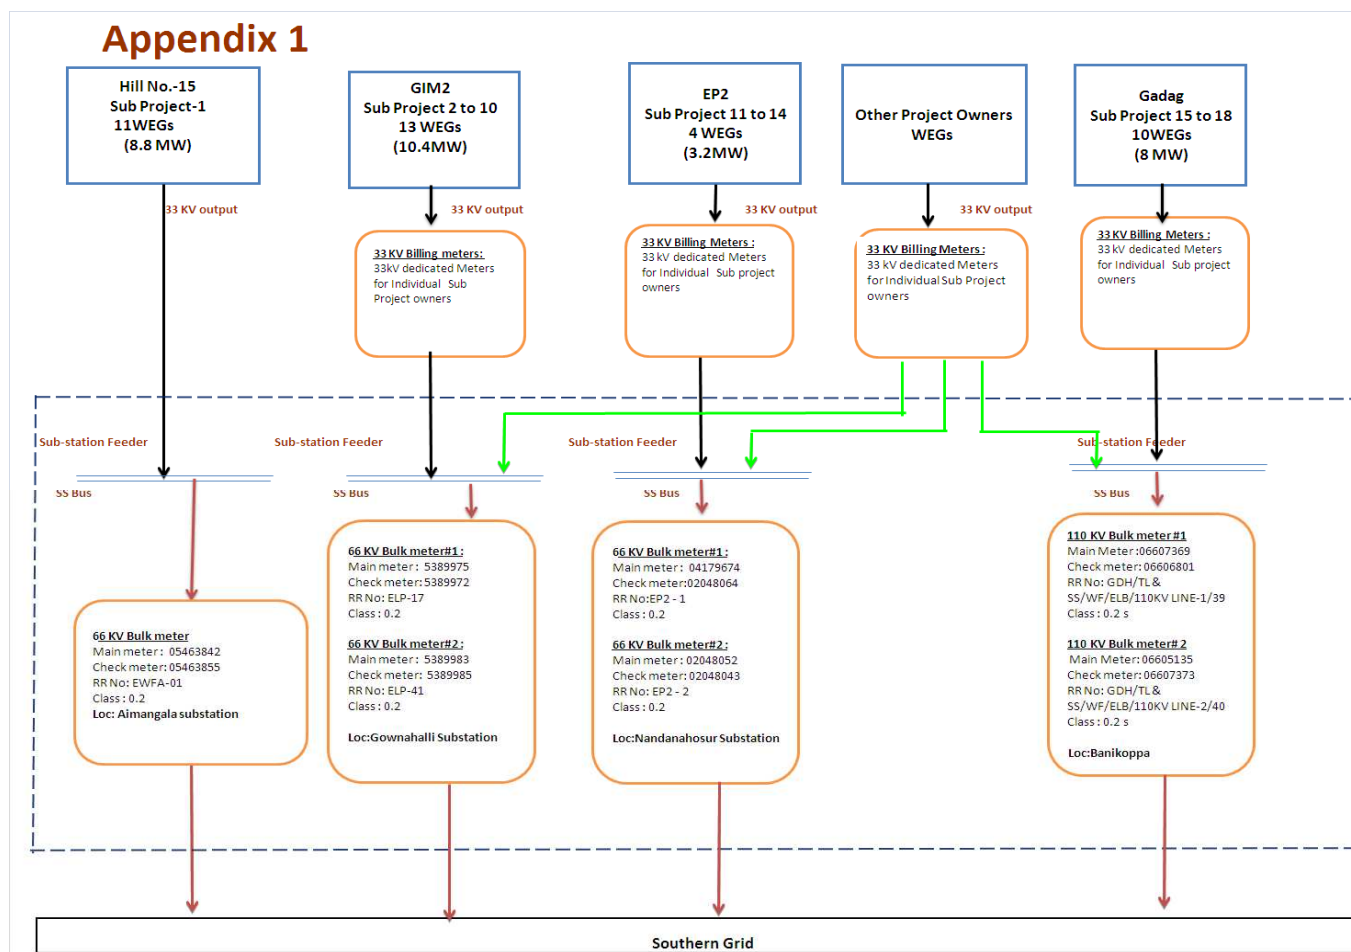 Appendix 1
Hill No.-15
Sub Project-1
11WEGs
(8.8 MW)
GIM2
Sub Project 2 to 10
13 WEGs
(10.4MW)
EP2
Sub Project 11 to 14
4 WEGs
(3.2MW)
Other Project Owners
WEGs
Gadag
Sub Project 15 to 18
10WEGs
(8 MW)
33 KV output
33 KV output
33 KV output
33 KV output
33 KV Billing meters:
33kV dedicated Meters
for Individual Sub
Project owners
33 KV Billing Meters :
33 kV dedicated Meters
for Individual Sub project
owners
33 KV Billing Meters :
33 kV dedicated Meters
for Individual Sub Project
owners
33 KV Billing Meters :
33 kV dedicated Meters
for Individual Sub project
owners
Sub-station Feeder
Sub-station Feeder
Sub-station Feeder
Sub-station Feeder
SS Bus
SS Bus
SS Bus
SS Bus
66 KV Bulk meter
Main meter : 05463842
Check meter: 05463855
RR No: EWFA-01
Class : 0.2
Loc: Aimangala substation
66 KV Bulk meter#1 :
Main meter : 5389975
Check meter: 5389972
RR No: ELP-17
Class : 0.2
66 KV Bulk meter#2 :
Main meter : 5389983
Check meter: 5389985
RR No: ELP-41
Class : 0.2
Loc:Gownahalli Substation
66 KV Bulk meter#1 :
Main meter : 04179674
Check meter:02048064
RR No:EP2 - 1
Class : 0.2
66 KV Bulk meter#2 :
Main meter : 02048052
Check meter: 02048043
RR No: EP2 - 2
Class : 0.2
Loc:Nandanahosur Substation
110 KV Bulk meter #1
Main Meter:06607369
Check meter:06606801
RR No: GDH/TL &
SS/WF/ELB/110KV LINE-1/39
Class : 0.2 s
110 KV Bulk meter# 2
Main Meter: 06605135
Check meter: 06607373
RR No: GDH/TL &
SS/WF/ELB/110KV LINE-2/40
Class : 0.2 s
Loc:Banikoppa
Southern Grid